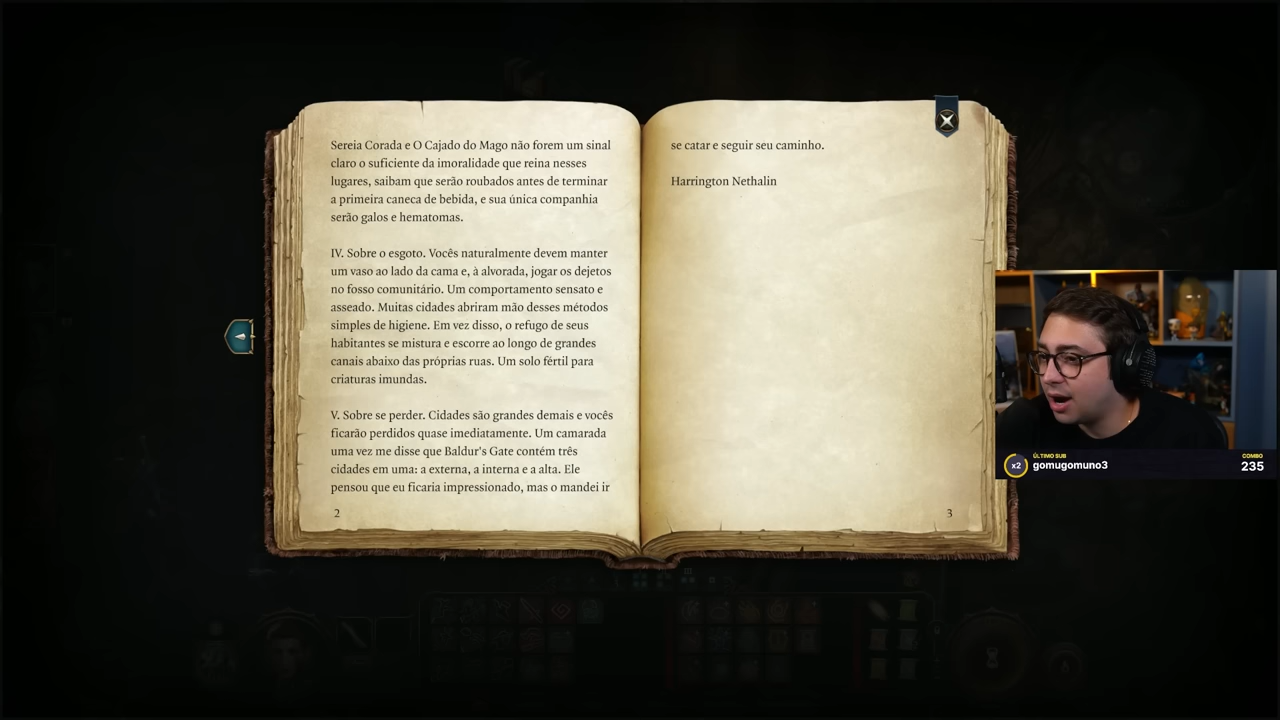 Sereia Corada e O Cajado do Mago não forem um sinal
claro o suficiente da imoralidade que reina nesses
lugares, saibam que serão roubados antes de terminar
a primeira caneca de bebida, e sua única companhia
serão galos e hematomas.
IV. Sobre o esgoto. Vocês naturalmente devem manter
um vaso ao lado da cama e, à alvorada, jogar os dejetos
no fosso comunitário. Um comportamento sensato e
asseado. Muitas cidades abriram mão desses métodos
simples de higiene. Em vez disso, o refugo de seus
habitantes se mistura e escorre ao longo de grandes
canais abaixo das próprias ruas. Um solo fértil para
criaturas imundas.
V. Sobre se perder. Cidades são grandes demais e vocês
ficarão perdidos quase imediatamente. Um camarada
uma vez me disse que Baldur's Gate contém três
cidades em uma: a externa, a interna e a alta. Ele
pensou que eu ficaria impressionado, mas o mandei ir
2
se catar e seguir seu caminho.
Harrington Nethalin
3
x2
ÚLTIMO SUB
gomugomuno3
COMBO
235